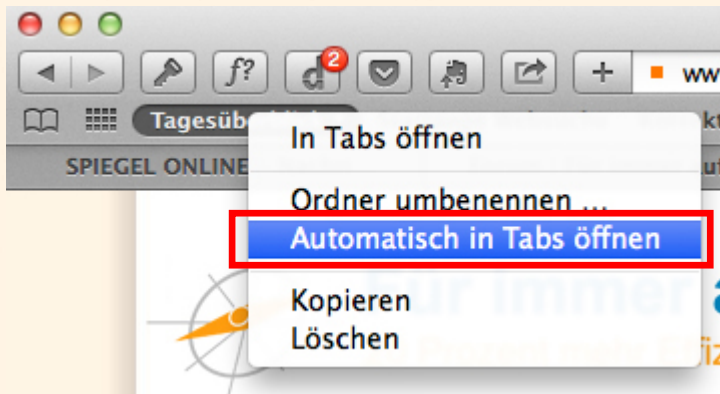 f?
2
www
Tagesüb
SPIEGEL ONLINE
In Tabs öffnen
Ordner umbenennen ...
Automatisch in Tabs öffnen
Kopieren
Löschen